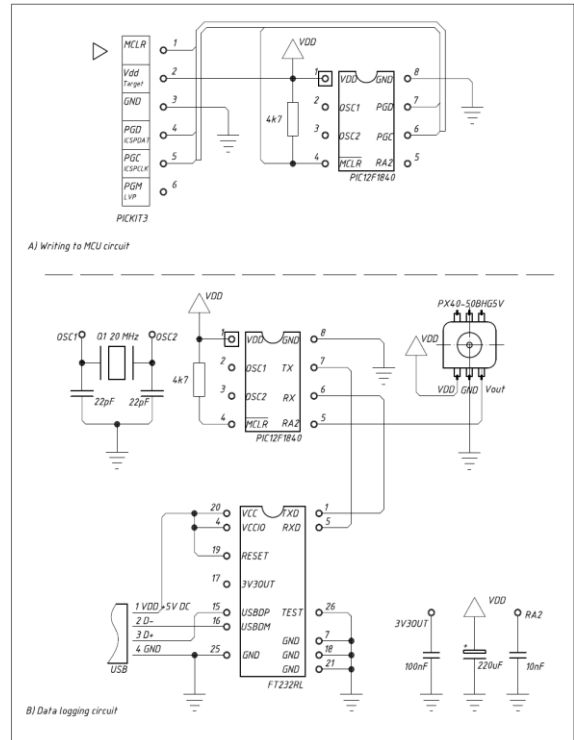 MCLR 1
Vdd
Target 2
GND 3
PGD
ICSPDAT 4
PGC
ICSPCLK 5
PGM
LVP 6
PICKIT3
VDD
4k7
1 VDD GND 8
2 OSC1 PGD 7
3 OSC2 PGC 6
4 MCLR RA2 5
PIC12F1840
A) Writing to MCU circuit
OSC1 Q1 20 MHz OSC2
22pF 22pF
VDD
4k7
1 VDD GND 8
2 OSC1 TX 7
3 OSC2 RX 6
4 MCLR RA2 5
PIC12F1840
PX40-50BHG5V
VDD
VDD GND Vout
20 VCC TXD 1
4 VCCIO RXD 5
19 RESET
17 3V3OUT
15 USBDP TEST 26
16 USBDM
GND 7
GND 18
25 GND GND 21
FT232RL
1 VDD +5V DC
2 D-
3 D+
4 GND
USB
3V3OUT VDD RA2
100nF + 220uF 10nF
B) Data logging circuit